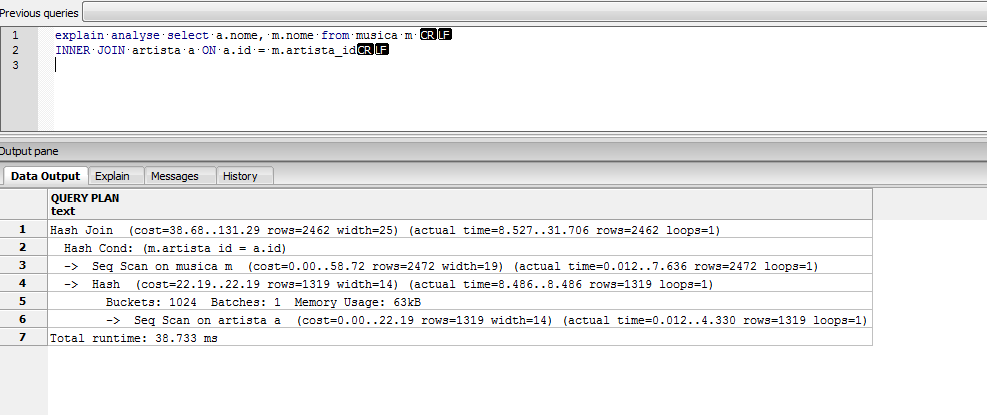 Previous queries
1 explain analyse select a.nome, m.nome from musica m CR LF
2 INNER JOIN artista a ON a.id = m.artista_id CR LF
3
Output pane
Data Output Explain Messages History
QUERY PLAN
text
1 Hash Join  (cost=38.68..131.29 rows=2462 width=25) (actual time=8.527..31.706 rows=2462 loops=1)
2   Hash Cond: (m.artista_id = a.id)
3   ->  Seq Scan on musica m  (cost=0.00..58.72 rows=2472 width=19) (actual time=0.012..7.636 rows=2472 loops=1)
4   ->  Hash  (cost=22.19..22.19 rows=1319 width=14) (actual time=8.486..8.486 rows=1319 loops=1)
5         Buckets: 1024  Batches: 1  Memory Usage: 63kB
6         ->  Seq Scan on artista a  (cost=0.00..22.19 rows=1319 width=14) (actual time=0.012..4.330 rows=1319 loops=1)
7 Total runtime: 38.733 ms